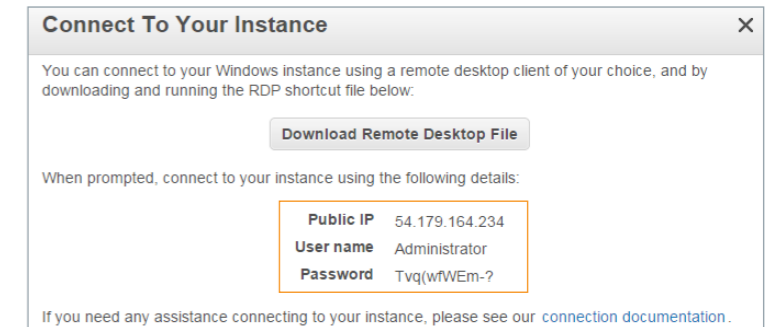 Connect To Your Instance
You can connect to your Windows instance using a remote desktop client of your choice, and by
downloading and running the RDP shortcut file below:
Download Remote Desktop File
When prompted, connect to your instance using the following details:
Public IP 54.179.164.234
User name Administrator
Password Tvq(wfWEm-?
If you need any assistance connecting to your instance, please see our connection documentation.